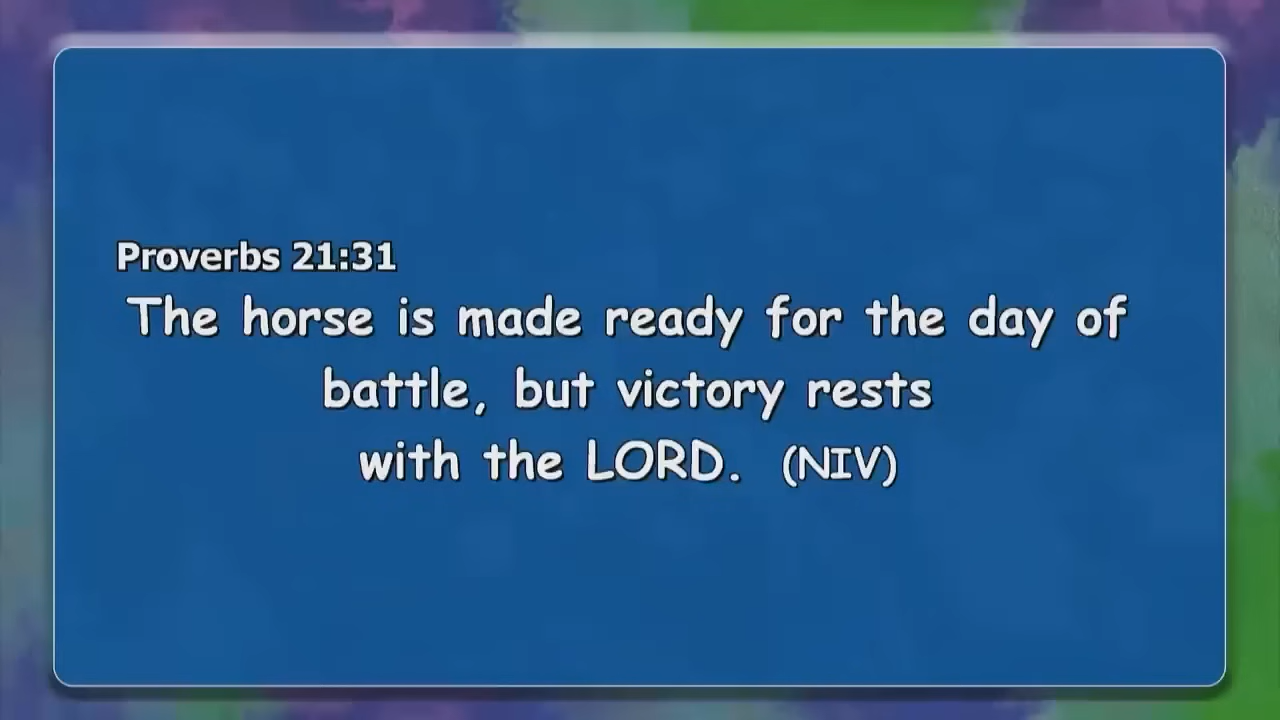 Proverbs 21:31
The horse is made ready for the day of
battle, but victory rests
with the LORD. (NIV)